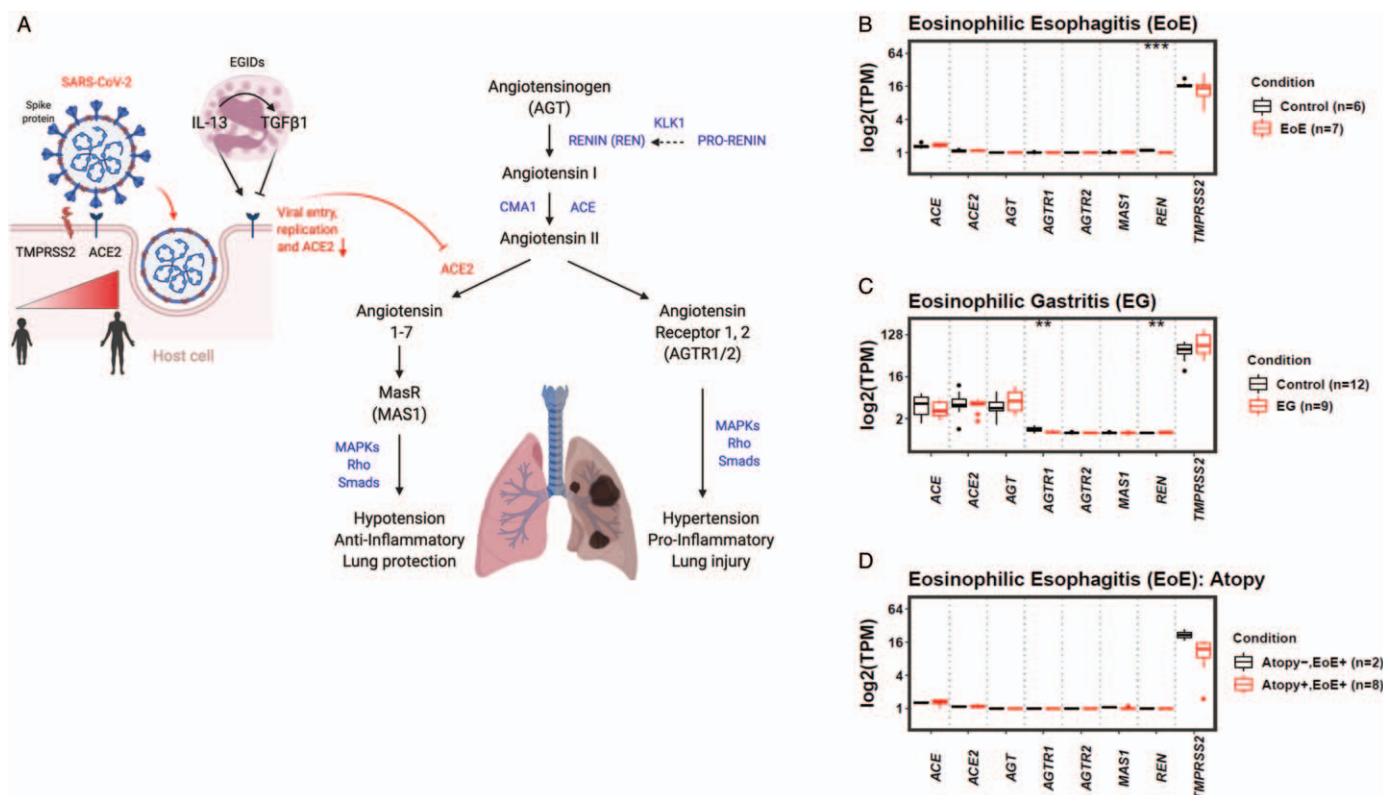 A
SARS-CoV-2
Spike
protein
EGIDs
IL-13
TGFβ1
TMPRSS2
ACE2
Viral entry,
replication
and ACE2
Host cell
ACE2
Angiotensinogen
(AGT)
KLK1
RENIN (REN)
PRO-RENIN
Angiotensin I
CMA1
ACE
Angiotensin II
Angiotensin
1-7
MasR
(MAS1)
MAPKs
Rho
Smads
Hypotension
Anti-Inflammatory
Lung protection
Angiotensin
Receptor 1, 2
(AGTR1/2)
MAPKs
Rho
Smads
Hypertension
Pro-Inflammatory
Lung injury
B
Eosinophilic Esophagitis (EoE)
log2(TPM)
64
16
4
1
***
ACE
ACE2
AGT
AGTR1
AGTR2
MAS1
REN
TMPRSS2
Condition
Control (n=6)
EoE (n=7)
C
Eosinophilic Gastritis (EG)
log2(TPM)
128
16
2
**
**
ACE
ACE2
AGT
AGTR1
AGTR2
MAS1
REN
TMPRSS2
Condition
Control (n=12)
EG (n=9)
D
Eosinophilic Esophagitis (EoE): Atopy
log2(TPM)
64
16
4
1
ACE
ACE2
AGT
AGTR1
AGTR2
MAS1
REN
TMPRSS2
Condition
Atopy−,EoE+ (n=2)
Atopy+,EoE+ (n=8)